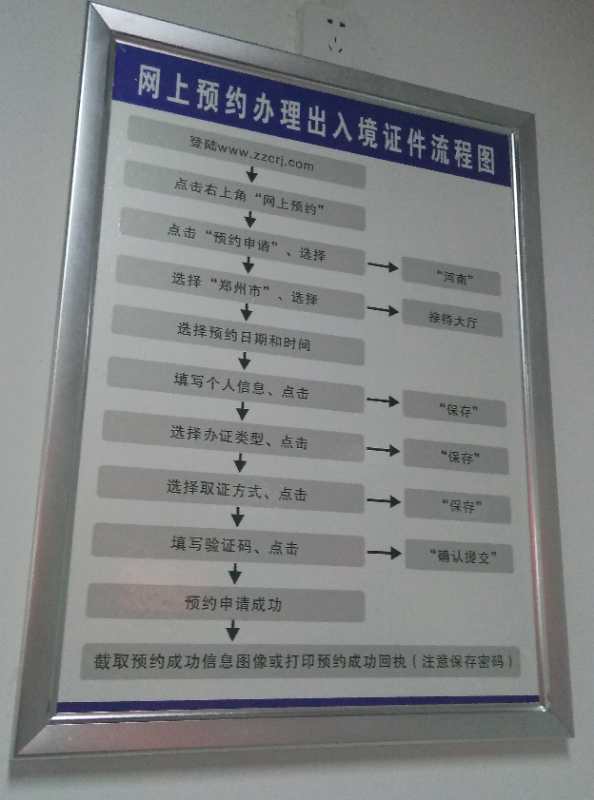 网上预约办理出入境证件流程图
登陆www.zzcrj.com
点击右上角“网上预约”
点击“预约申请”、选择
“河南”
选择“郑州市”、选择
接待大厅
选择预约日期和时间
填写个人信息、点击
“保存”
选择办证类型、点击
“保存”
选择取证方式、点击
“保存”
填写验证码、点击
“确认提交”
预约申请成功
截取预约成功信息图像或打印预约成功回执（注意保存密码）